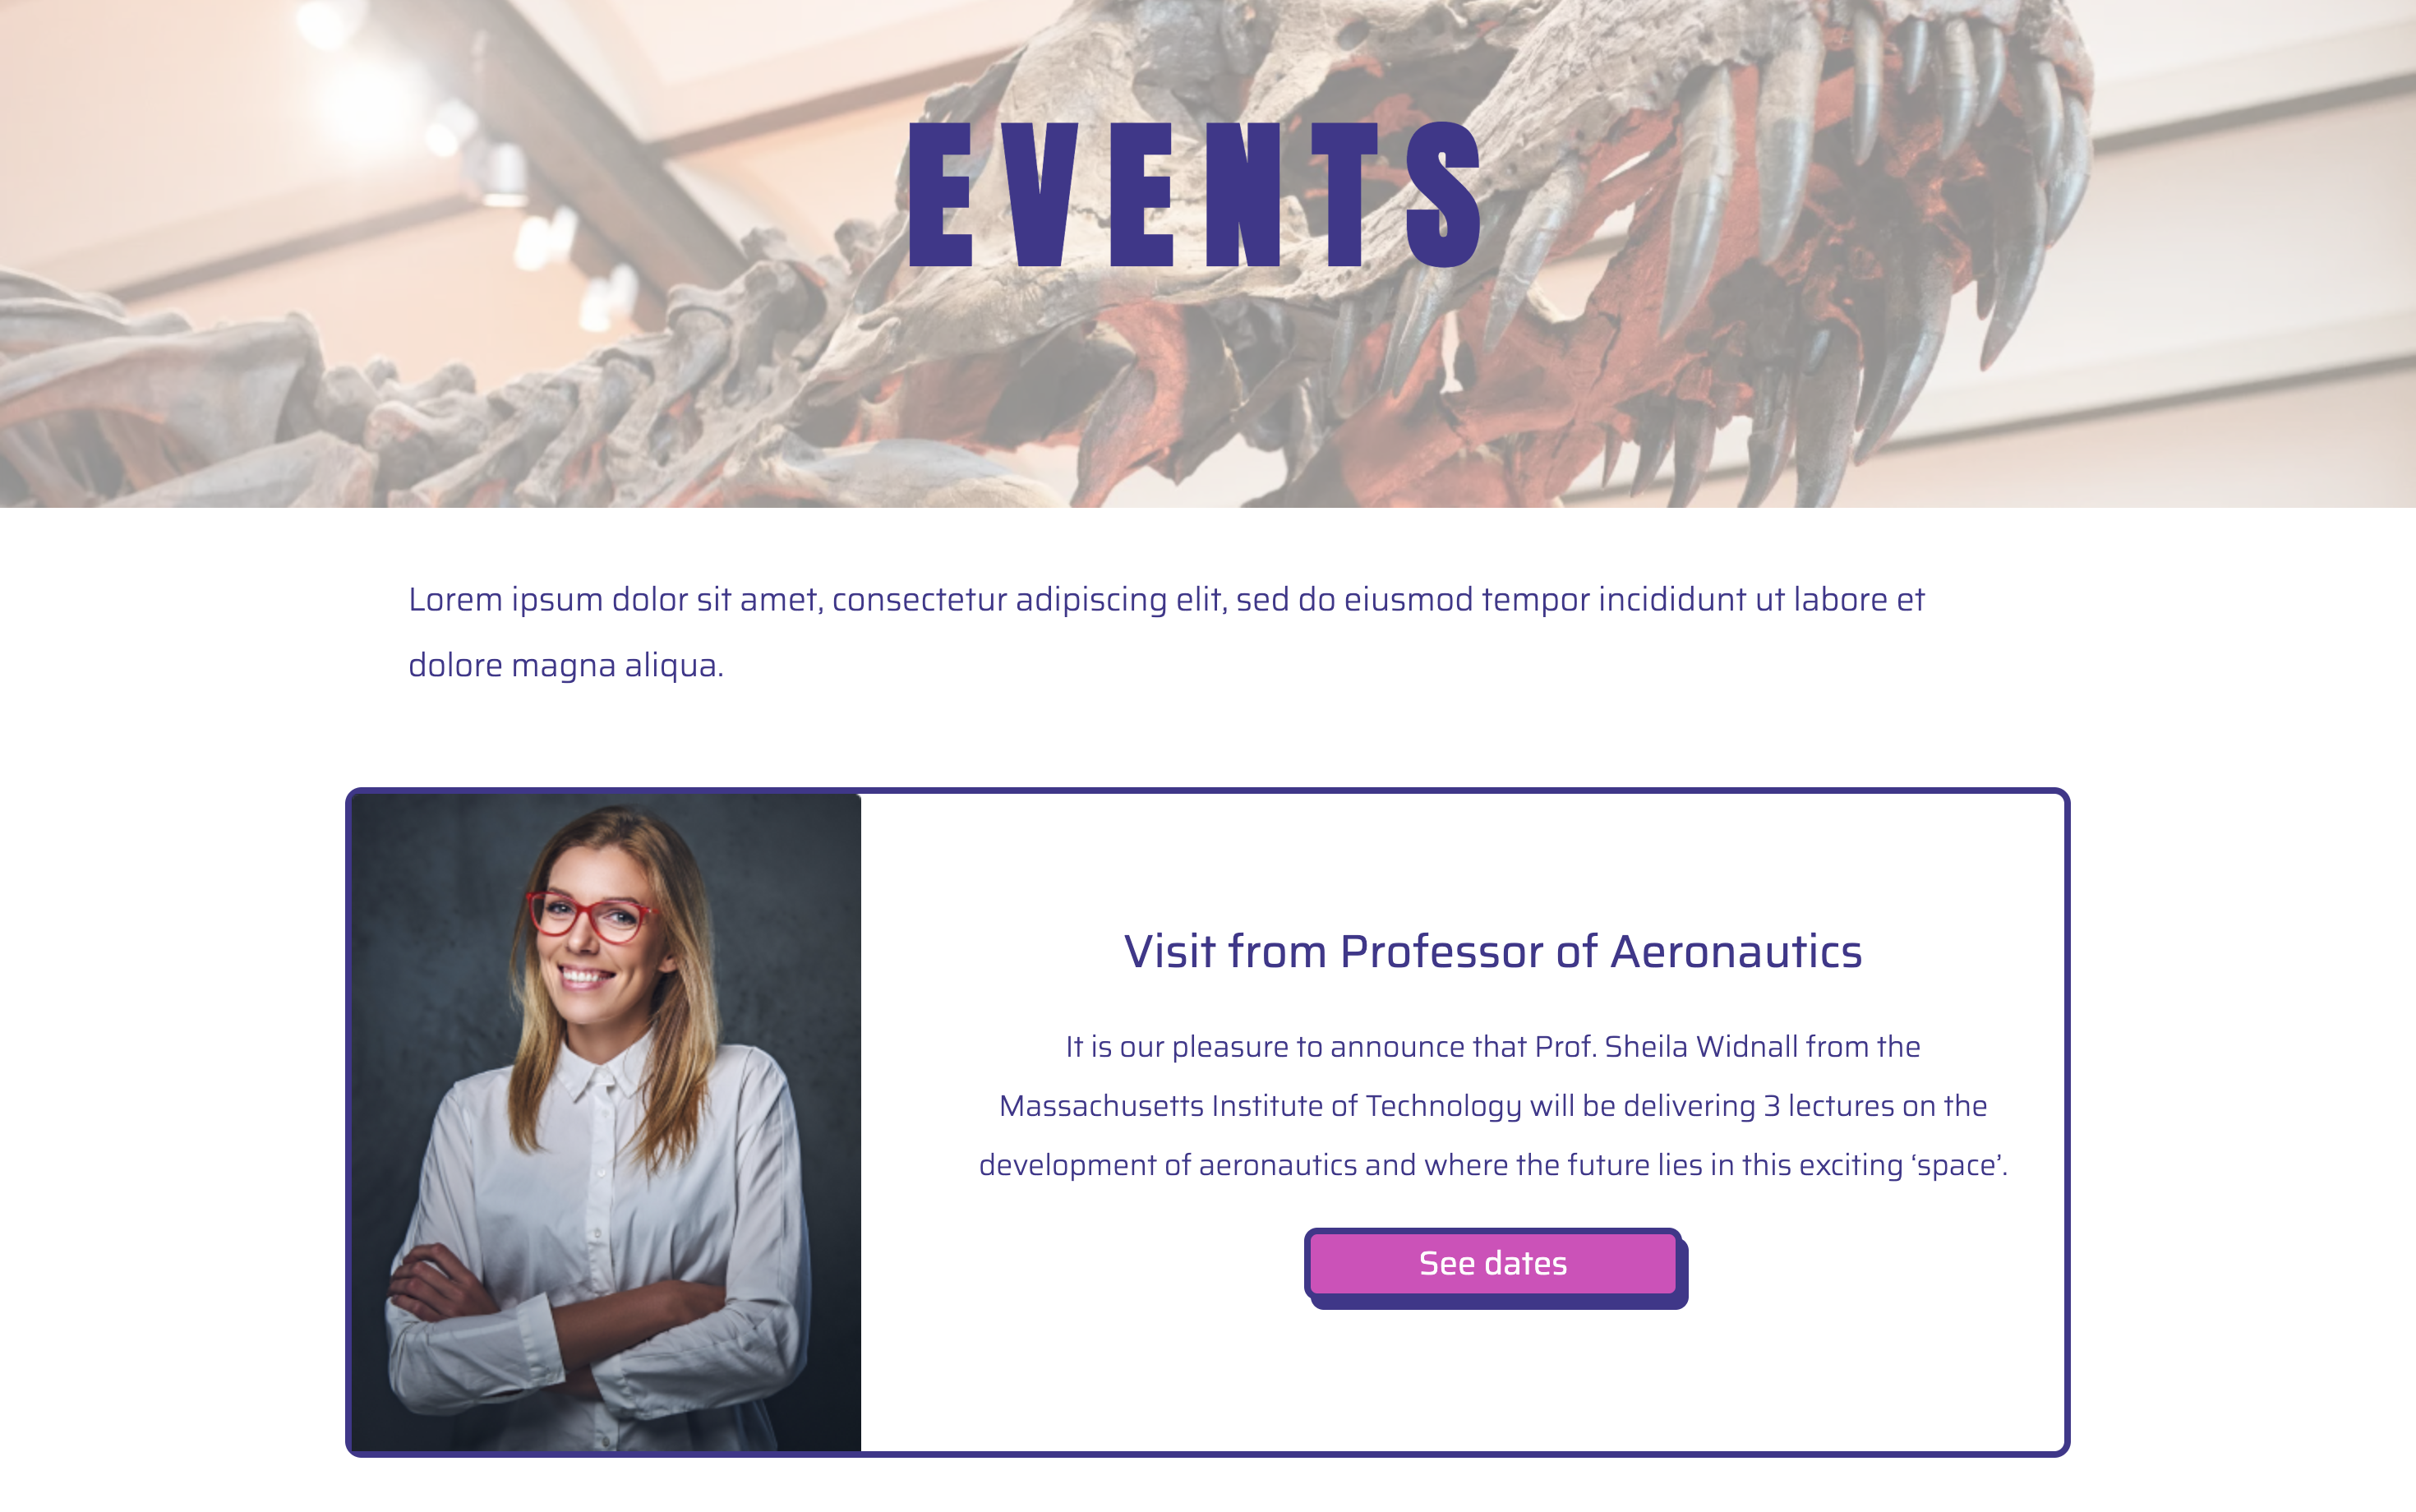 EVENTS
Lorem ipsum dolor sit amet, consectetur adipiscing elit, sed do eiusmod tempor incididunt ut labore et
dolore magna aliqua.
Visit from Professor of Aeronautics
It is our pleasure to announce that Prof. Sheila Widnall from the
Massachusetts Institute of Technology will be delivering 3 lectures on the
development of aeronautics and where the future lies in this exciting ‘space’.
See dates